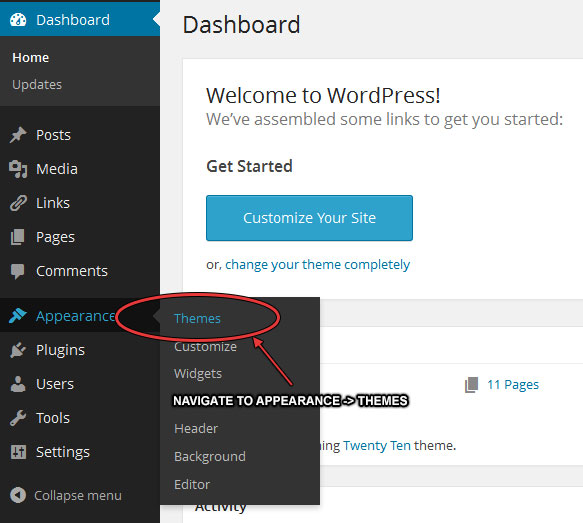 Dashboard
Home
Updates
Posts
Media
Links
Pages
Comments
Appearance
Plugins
Users
Tools
Settings
Collapse menu
Themes
Customize
Widgets
NAVIGATE TO APPEARANCE -> THEMES
Header
Background
Editor
Dashboard
Welcome to WordPress!
We've assembled some links to get you started:
Get Started
Customize Your Site
or, change your theme completely
11 Pages
Twenty Ten theme.
Activity